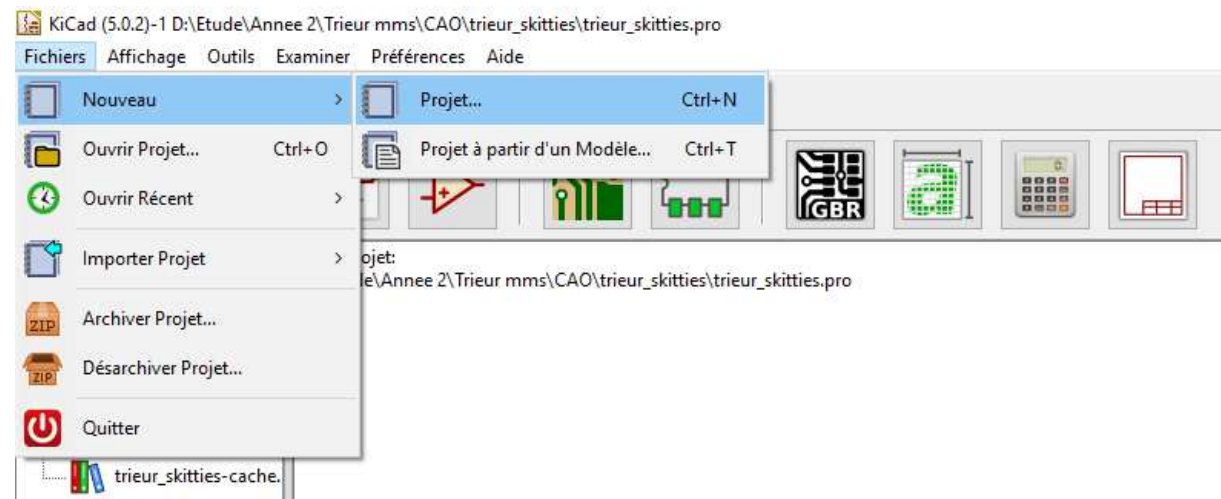 KiCad (5.0.2)-1 D:\Etude\Annee 2\Trieur mms\CAO\trieur_skitties\trieur_skitties.pro
Fichiers Affichage Outils Examiner Préférences Aide
Nouveau > Projet... Ctrl+N
Ouvrir Projet... Ctrl+O Projet à partir d'un Modèle... Ctrl+T
Ouvrir Récent >
GBR a
Importer Projet > ojet:
le\Annee 2\Trieur mms\CAO\trieur_skitties\trieur_skitties.pro
ZIP Archiver Projet...
ZIP Désarchiver Projet...
Quitter
trieur_skitties-cache.